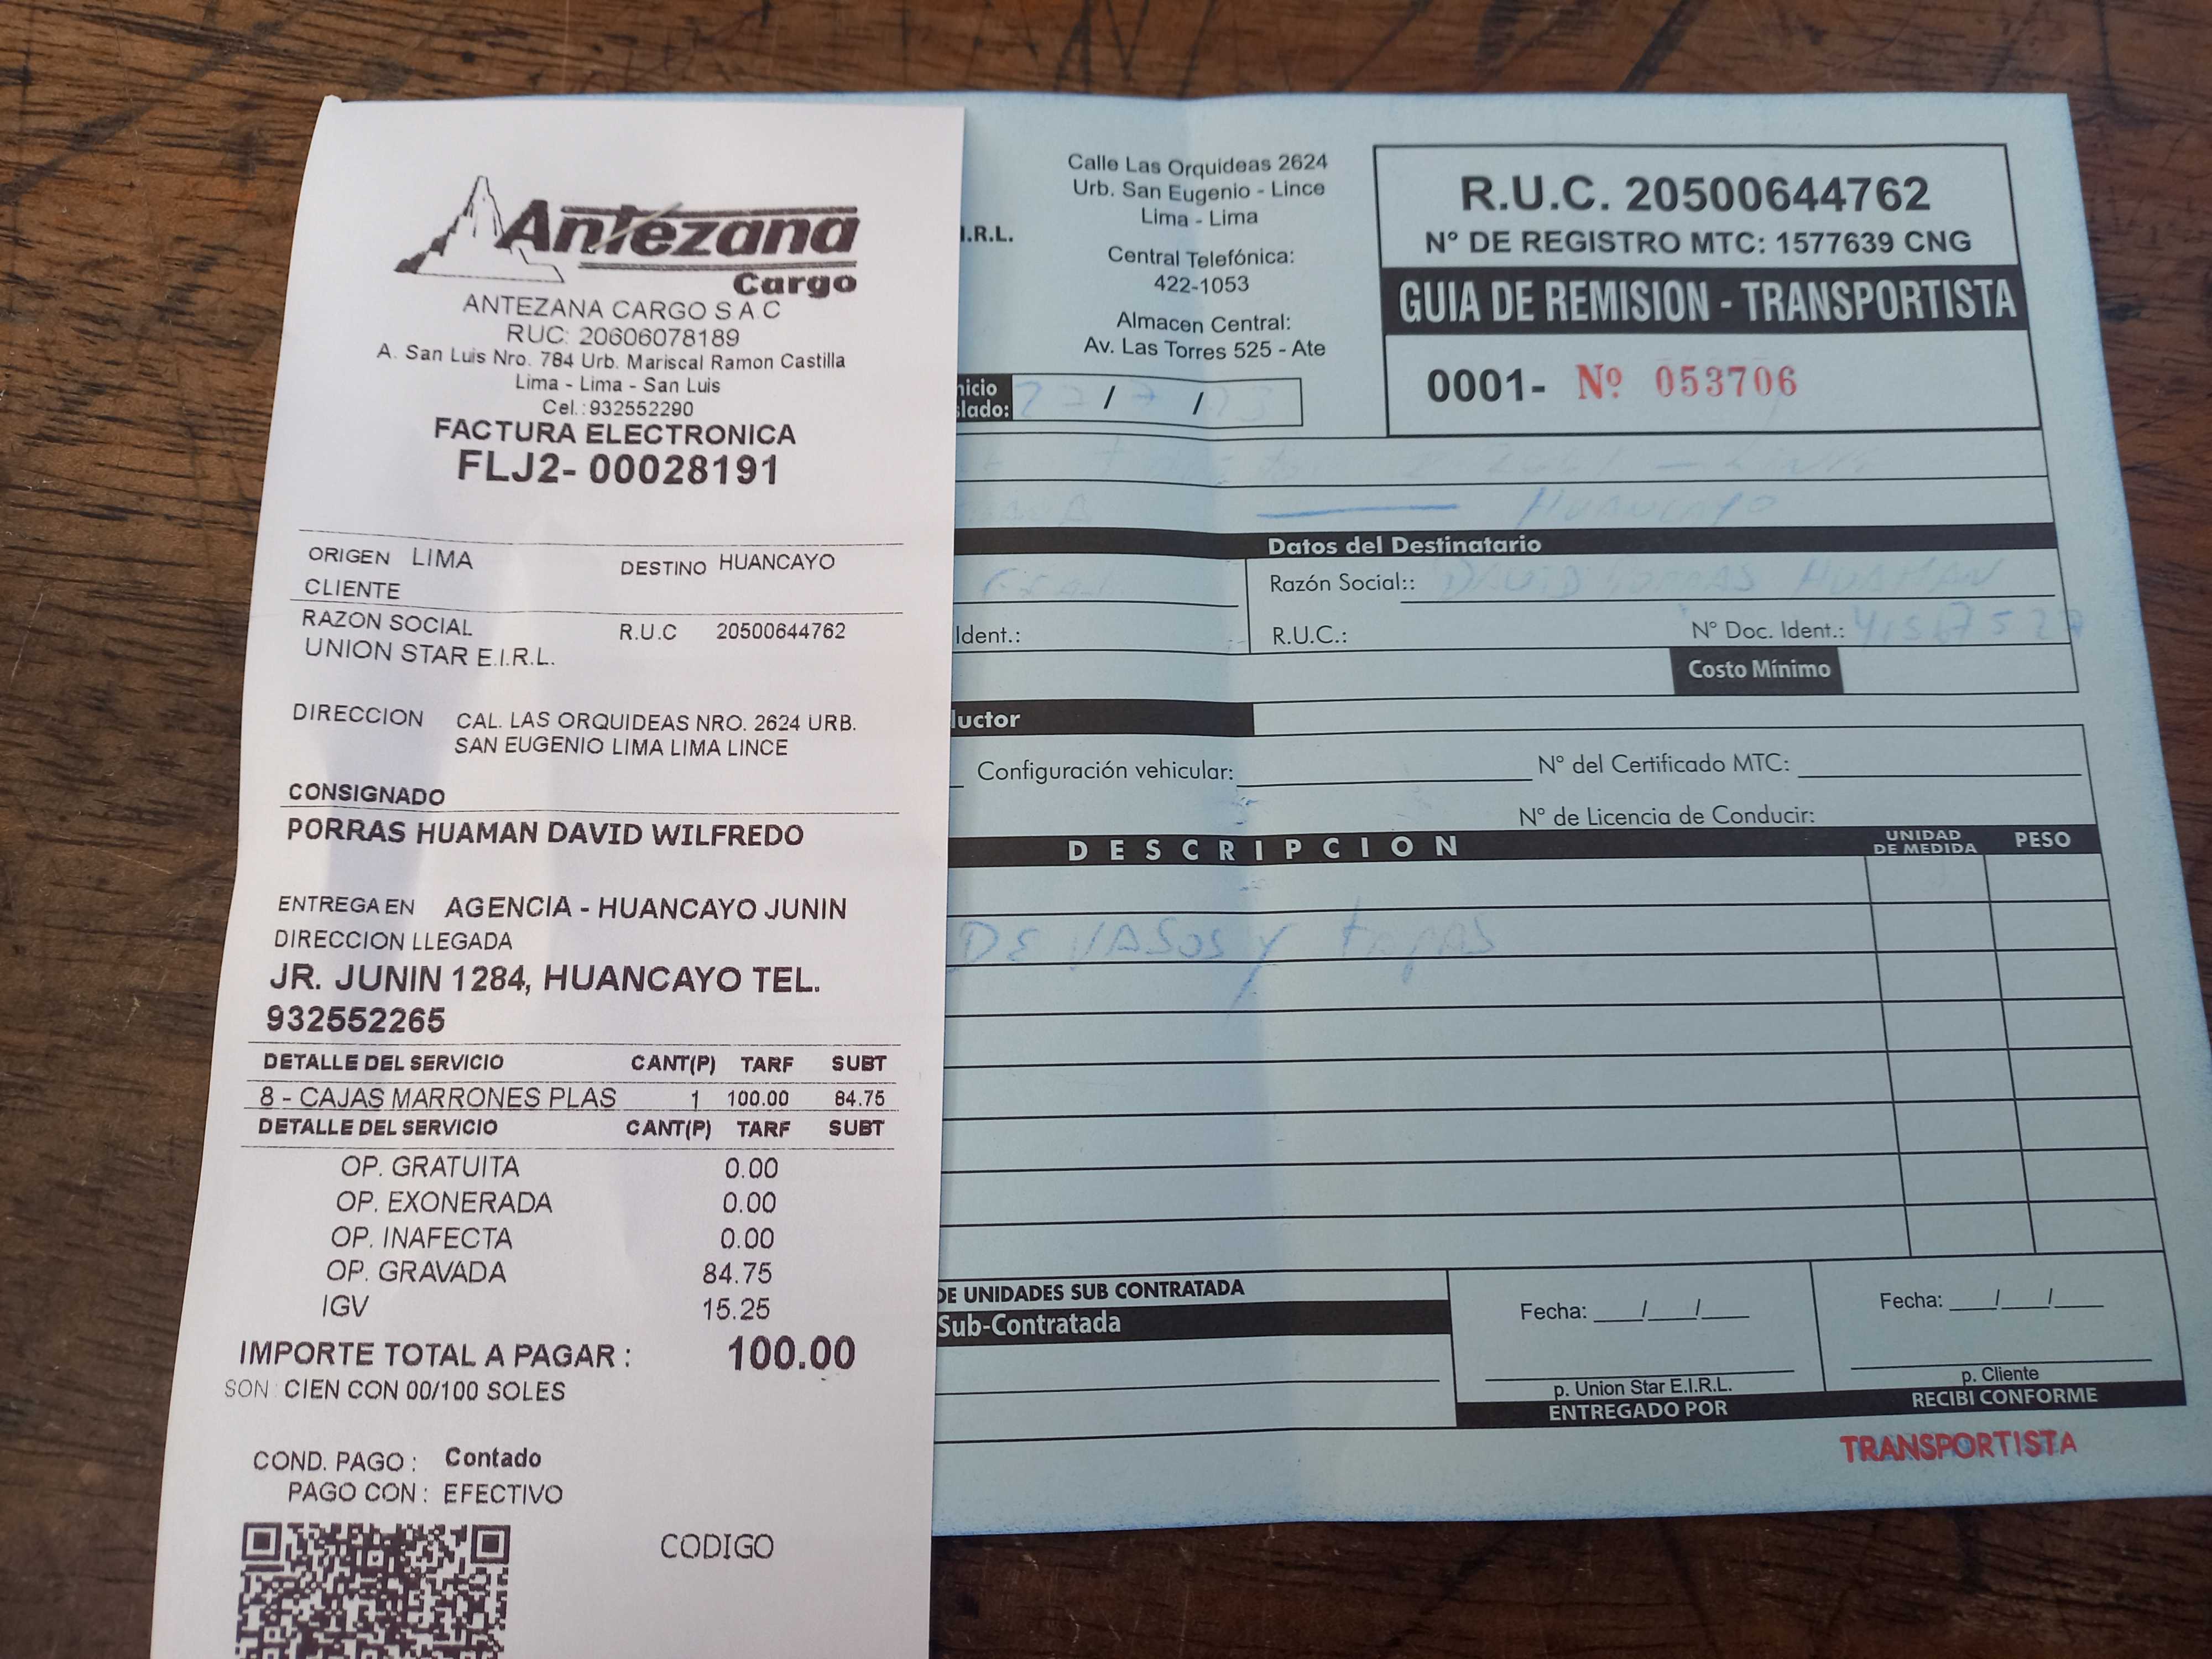 Antezana
Cargo
ANTEZANA CARGO S.A.C
RUC: 20606078189
A. San Luis Nro. 784 Urb. Mariscal Ramon Castilla
Lima - Lima - San Luis
Cel.:932552290
FACTURA ELECTRONICA
FLJ2- 00028191
ORIGEN LIMA DESTINO HUANCAYO
CLIENTE
RAZON SOCIAL R.U.C 20500644762
UNION STAR E.I.R.L.
DIRECCION CAL. LAS ORQUIDEAS NRO. 2624 URB.
SAN EUGENIO LIMA LIMA LINCE
CONSIGNADO
PORRAS HUAMAN DAVID WILFREDO
ENTREGA EN AGENCIA - HUANCAYO JUNIN
DIRECCION LLEGADA
JR. JUNIN 1284, HUANCAYO TEL.
932552265
DETALLE DEL SERVICIO CANT(P) TARF SUBT
8 - CAJAS MARRONES PLAS 1 100.00 84.75
DETALLE DEL SERVICIO CANT(P) TARF SUBT
OP. GRATUITA 0.00
OP. EXONERADA 0.00
OP. INAFECTA 0.00
OP. GRAVADA 84.75
IGV 15.25
IMPORTE TOTAL A PAGAR : 100.00
SON : CIEN CON 00/100 SOLES
COND. PAGO : Contado
PAGO CON : EFECTIVO
CODIGO
I.R.L.
Calle Las Orquideas 2624
Urb. San Eugenio - Lince
Lima - Lima
Central Telefónica:
422-1053
Almacen Central:
Av. Las Torres 525 - Ate
R.U.C. 20500644762
N° DE REGISTRO MTC: 1577639 CNG
GUIA DE REMISION - TRANSPORTISTA
0001- Nº 053706
nicio
slado: / /
HUANCAYO
Datos del Destinatario
Razón Social:: DAVID HUAMAN
Ident.: R.U.C.: N° Doc. Ident.:
Costo Mínimo
uctor
Configuración vehicular: N° del Certificado MTC:
N° de Licencia de Conducir:
DESCRIPCION UNIDAD DE MEDIDA PESO
DE VASOS Y tapas
DE UNIDADES SUB CONTRATADA
Sub-Contratada
Fecha: / / Fecha: / /
p. Union Star E.I.R.L. p. Cliente
ENTREGADO POR RECIBI CONFORME
TRANSPORTISTA